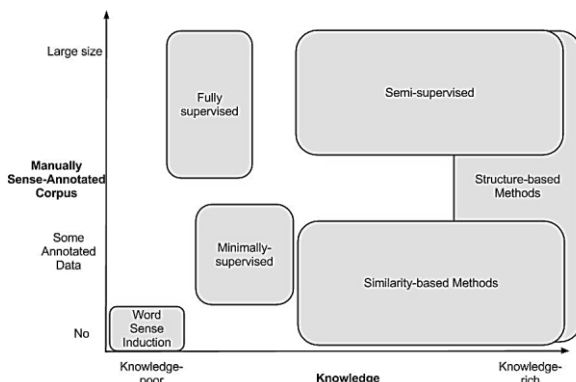 Large size
Fully
supervised
Semi-supervised
Manually
Sense-Annotated
Corpus
Structure-based
Methods
Some
Annotated
Data
Minimally-
supervised
Similarity-based Methods
Word
Sense
Induction
No
Knowledge-
poor
Knowledge
Knowledge-
rich